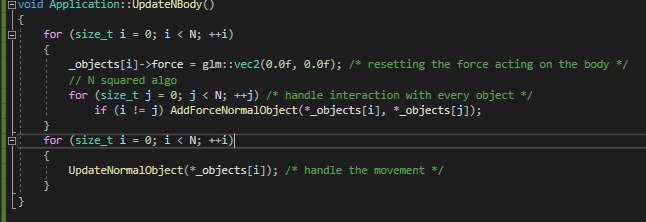 void Application::UpdateNBody()
{
    for (size_t i = 0; i < N; ++i)
    {
        _objects[i]->force = glm::vec2(0.0f, 0.0f); /* resetting the force acting on the body */
        // N squared algo
        for (size_t j = 0; j < N; ++j) /* handle interaction with every object */
            if (i != j) AddForceNormalObject(*_objects[i], *_objects[j]);
    }
    for (size_t i = 0; i < N; ++i)
    {
        UpdateNormalObject(*_objects[i]); /* handle the movement */
    }
}